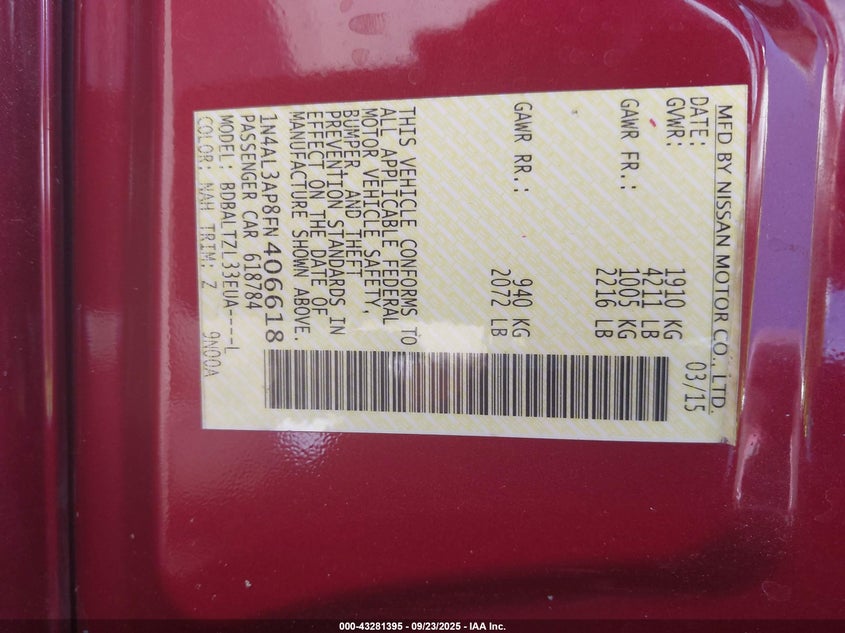 MFD BY NISSAN MOTOR CO., LTD.
DATE: 03/15
GVWR: 1910 KG
4211 LB
GAWR FR.: 1005 KG
2216 LB
GAWR RR.: 940 KG
2072 LB
THIS VEHICLE CONFORMS TO
ALL APPLICABLE FEDERAL
MOTOR VEHICLE SAFETY,
BUMPER, AND THEFT
PREVENTION STANDARDS IN
EFFECT ON THE DATE OF
MANUFACTURE SHOWN ABOVE.
1N4AL3AP8FN406618
PASSENGER CAR 618784
MODEL: BDBALTZL33EUA----L
COLOR: NAH TRIM: Z 9N00A
000-43281395 - 09/23/2025 - IAA Inc.